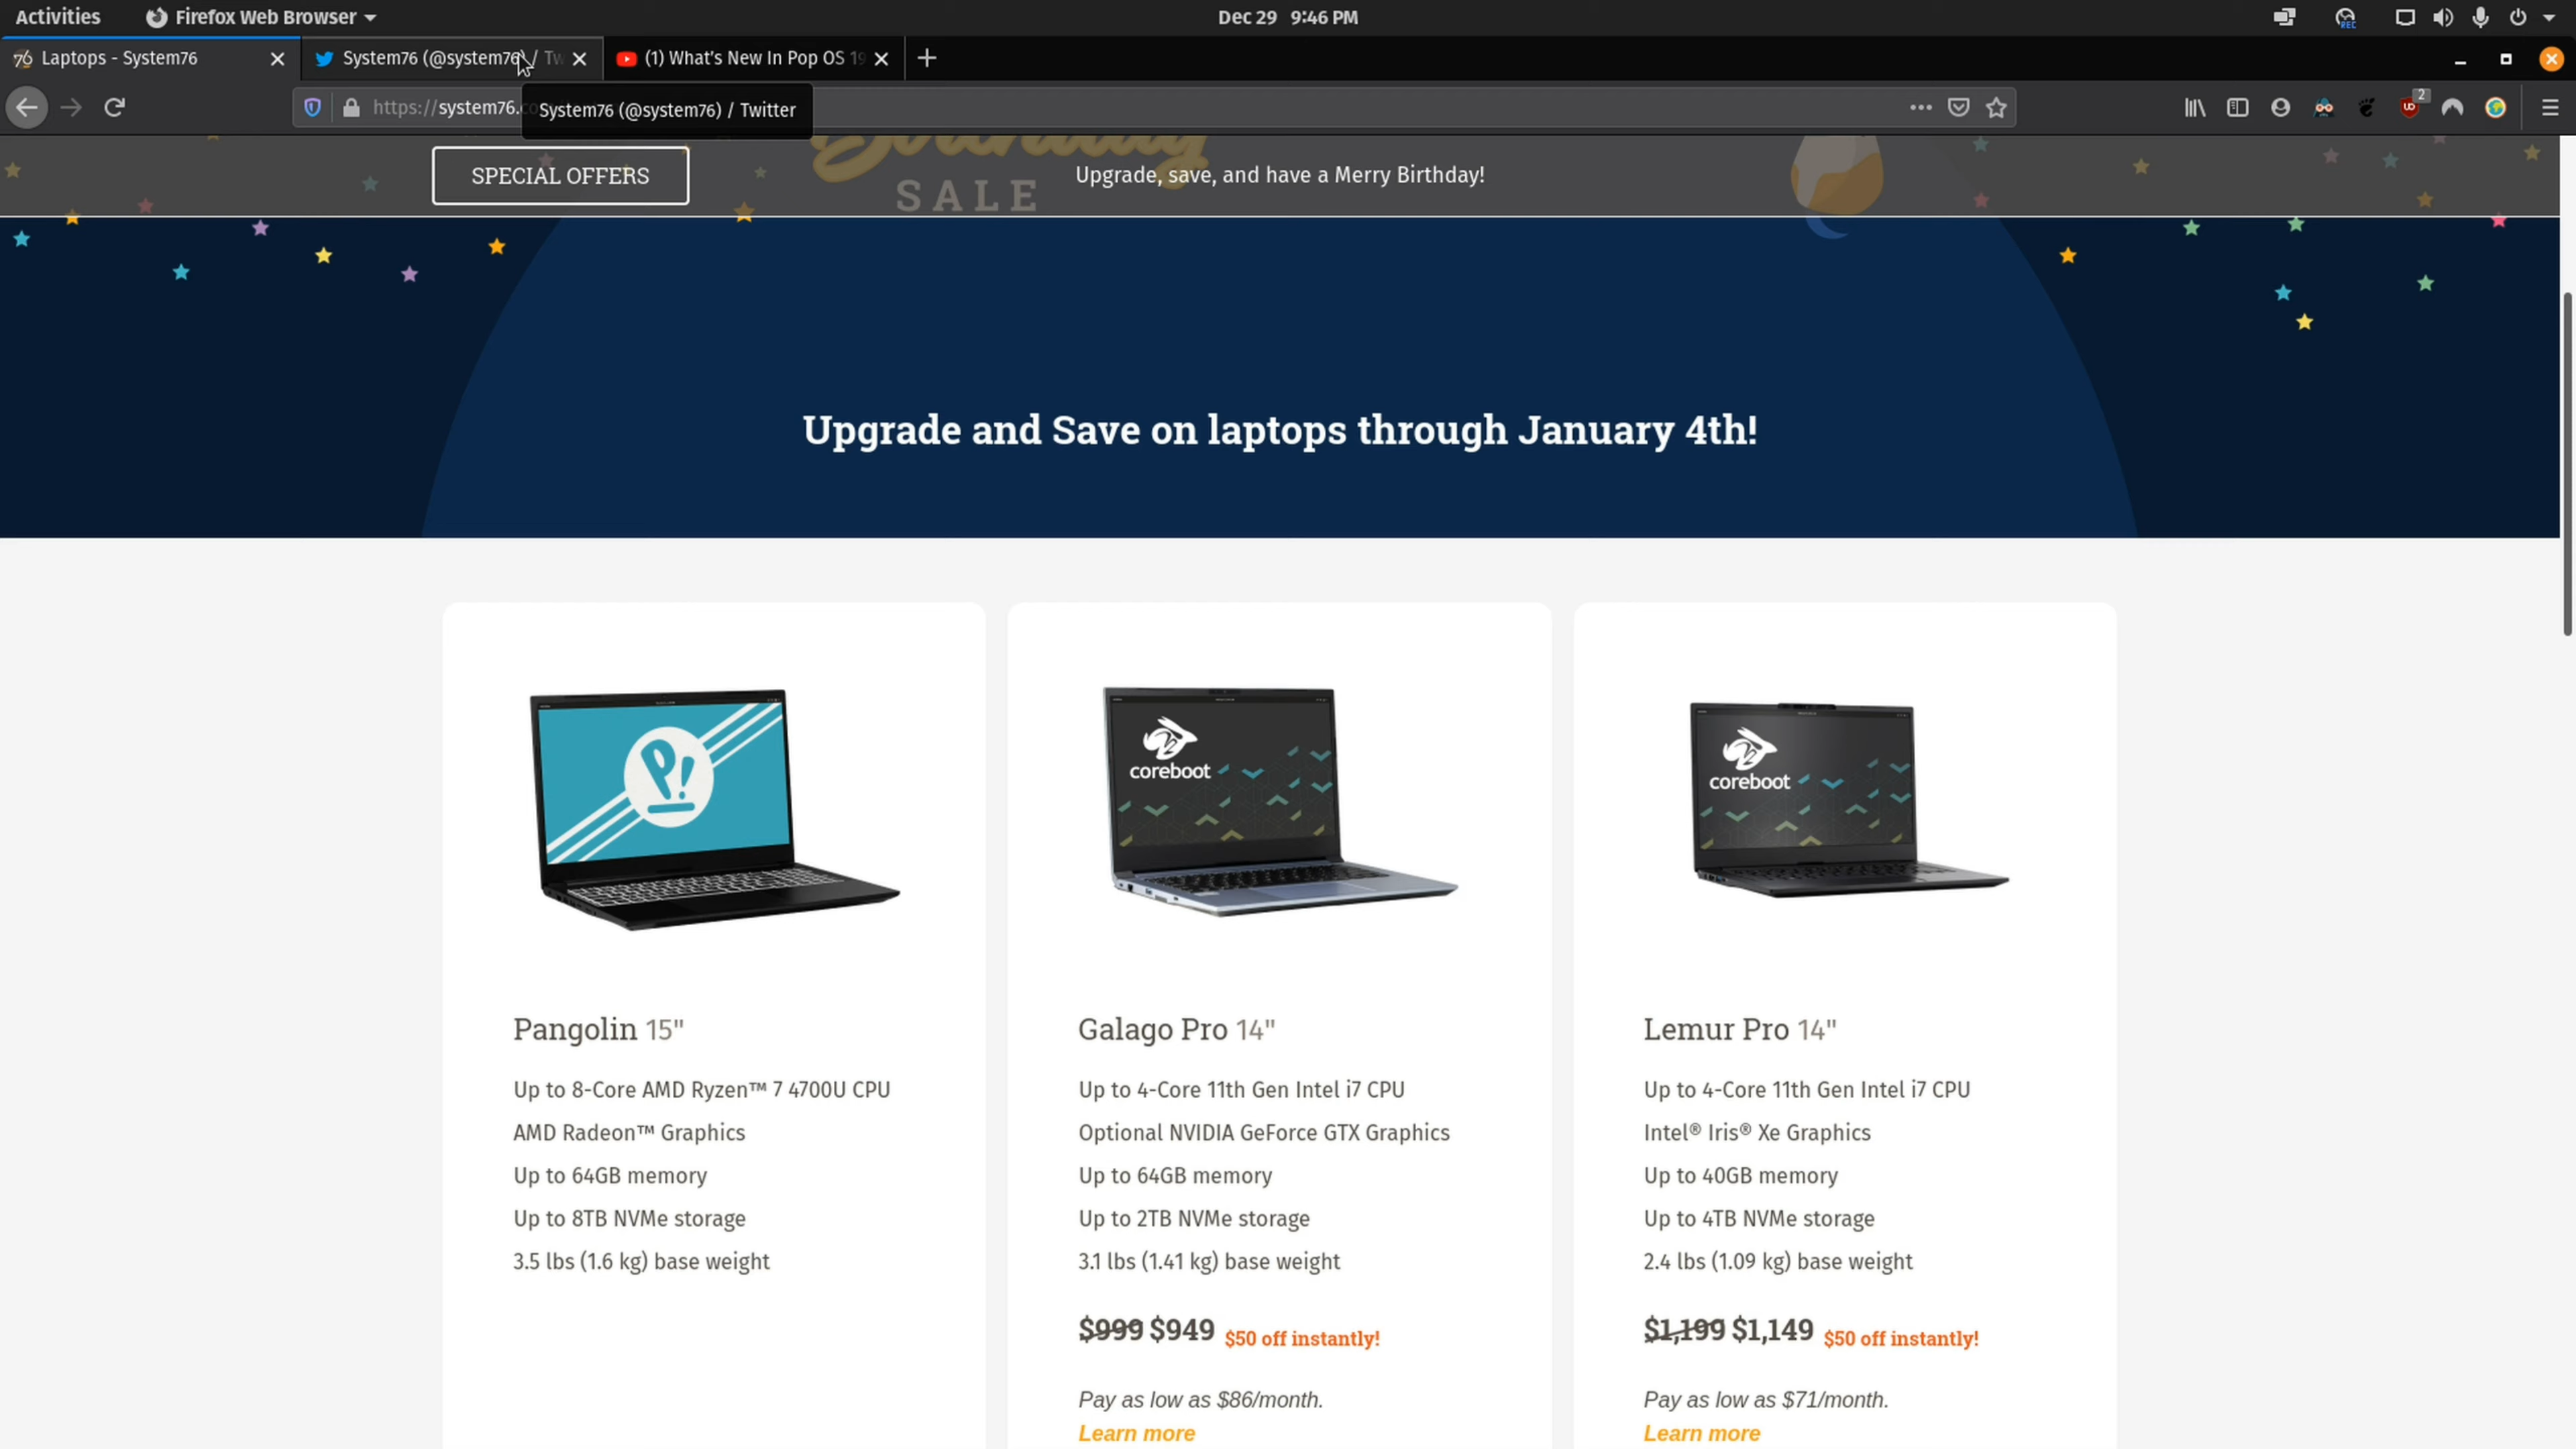 Activities Firefox Web Browser Dec 29 9:46 PM
Laptops - System76 System76 (@system76) / Tw (1) What's New In Pop OS 19
https://system76.co System76 (@system76) / Twitter 2
Birthday
SALE
SPECIAL OFFERS Upgrade, save, and have a Merry Birthday!
Upgrade and Save on laptops through January 4th!
P!
coreboot
coreboot
Pangolin 15"
Up to 8-Core AMD Ryzen™ 7 4700U CPU
AMD Radeon™ Graphics
Up to 64GB memory
Up to 8TB NVMe storage
3.5 lbs (1.6 kg) base weight
Galago Pro 14"
Up to 4-Core 11th Gen Intel i7 CPU
Optional NVIDIA GeForce GTX Graphics
Up to 64GB memory
Up to 2TB NVMe storage
3.1 lbs (1.41 kg) base weight
$999 $949 $50 off instantly!
Pay as low as $86/month.
Learn more
Lemur Pro 14"
Up to 4-Core 11th Gen Intel i7 CPU
Intel® Iris® Xe Graphics
Up to 40GB memory
Up to 4TB NVMe storage
2.4 lbs (1.09 kg) base weight
$1,199 $1,149 $50 off instantly!
Pay as low as $71/month.
Learn more